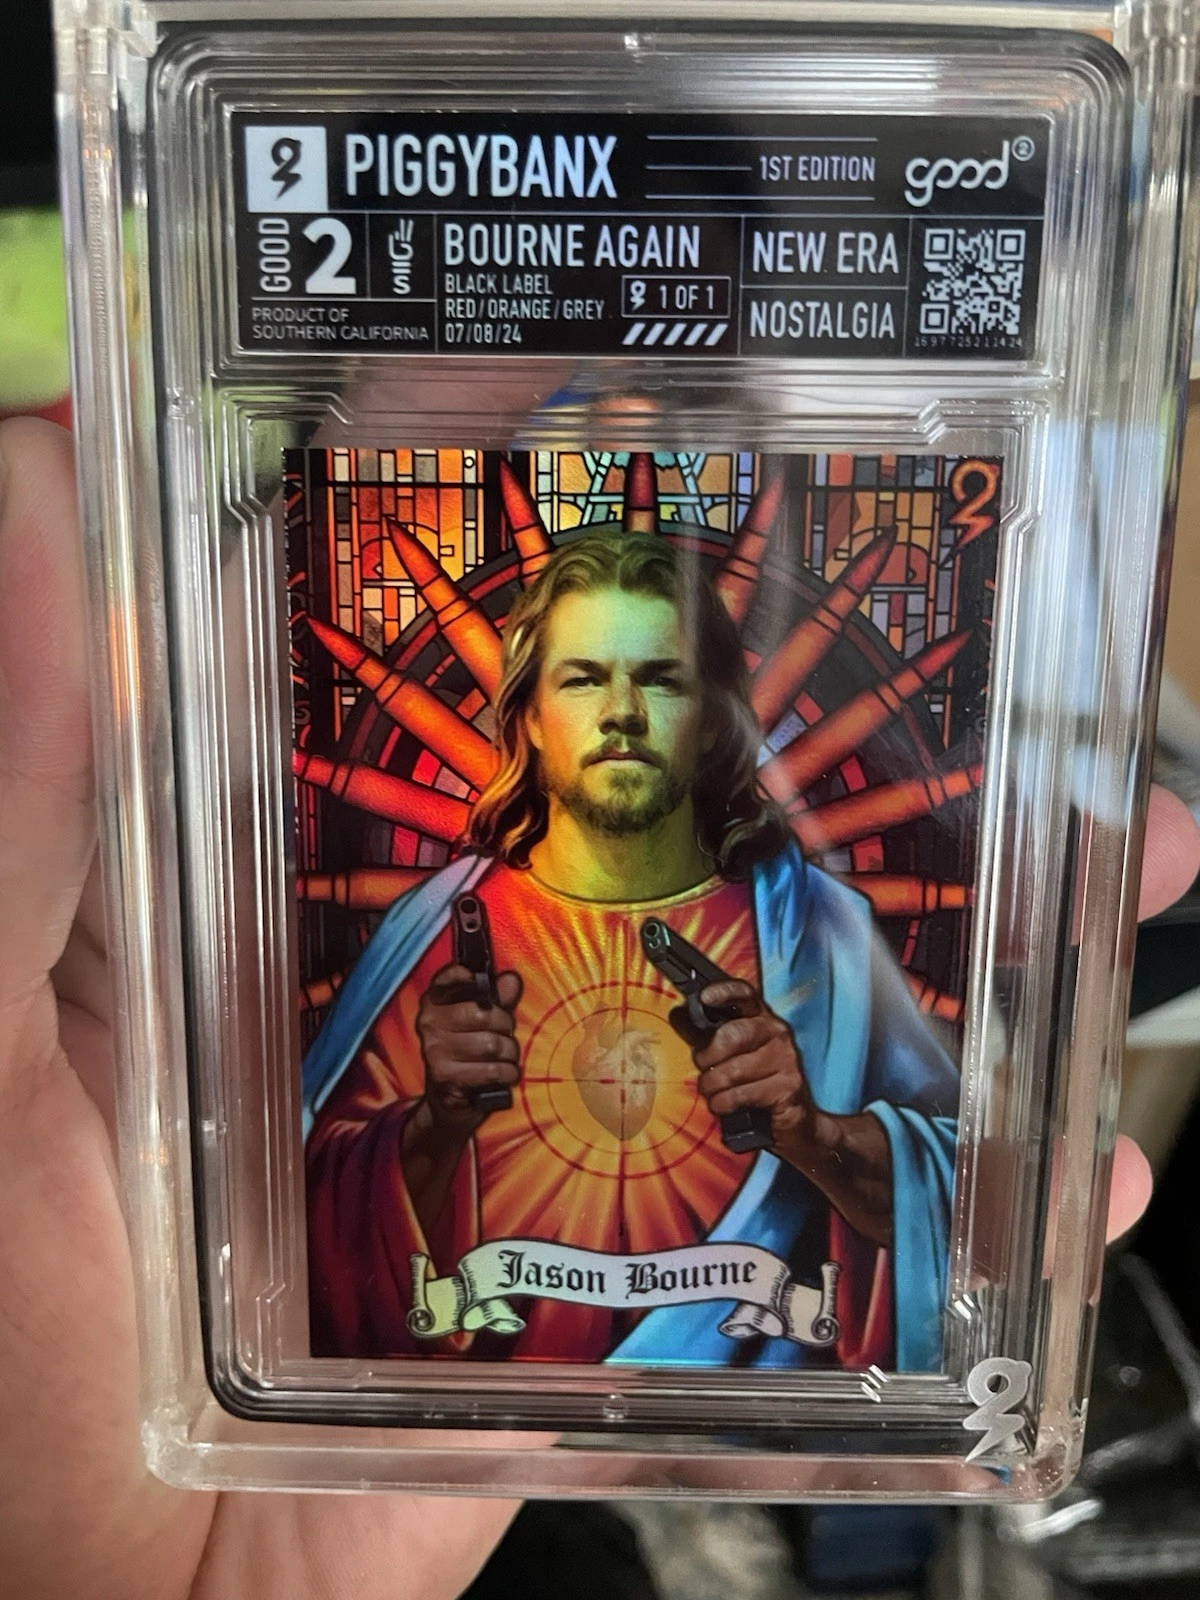 PIGGYBANX
1ST EDITION
good 2
GOOD
2
BOURNE AGAIN
NEW ERA
BLACK LABEL
RED/ORANGE/GREY
1 OF 1
PRODUCT OF
SOUTHERN CALIFORNIA
07/08/24
NOSTALGIA
Jason Bourne